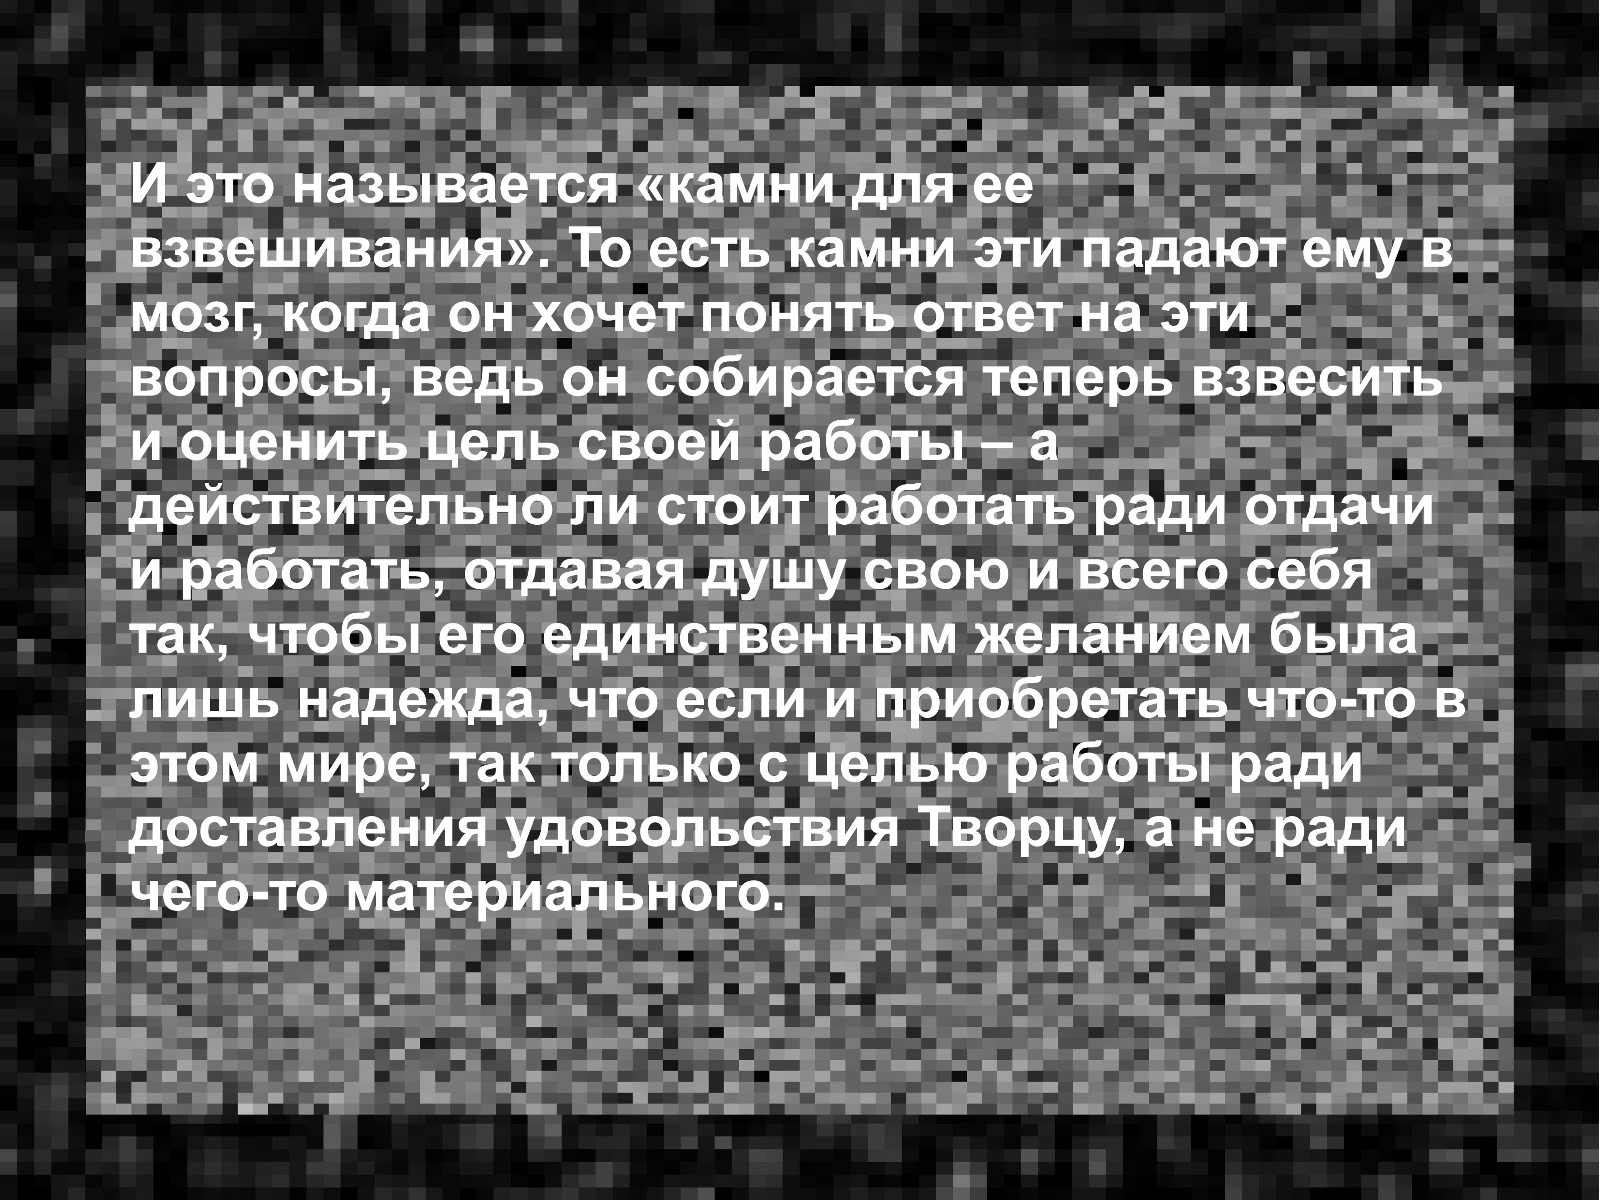 И это называется «камни для ее
взвешивания». То есть камни эти падают ему в
мозг, когда он хочет понять ответ на эти
вопросы, ведь он собирается теперь взвесить
и оценить цель своей работы – а
действительно ли стоит работать ради отдачи
и работать, отдавая душу свою и всего себя
так, чтобы его единственным желанием была
лишь надежда, что если и приобретать что-то в
этом мире, так только с целью работы ради
доставления удовольствия Творцу, а не ради
чего-то материального.